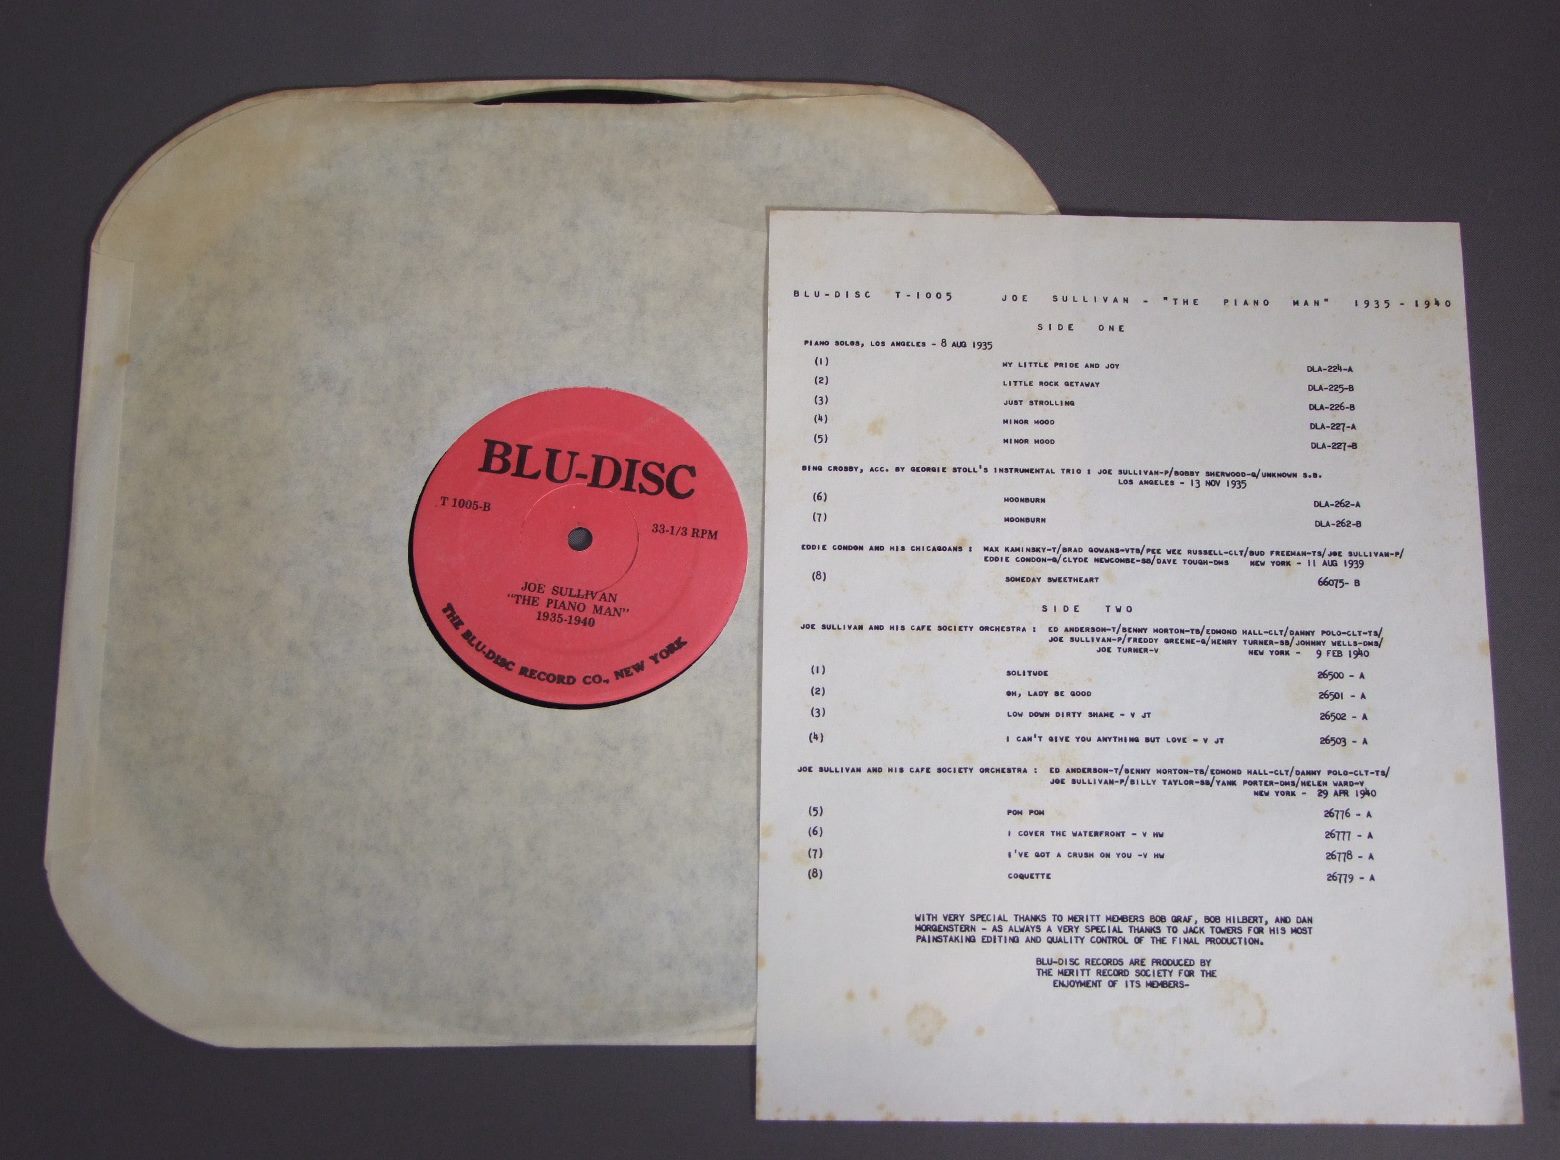 BLU-DISC
T 1005-B
33-1/3 RPM
JOE SULLIVAN
"THE PIANO MAN"
1935-1940
THE BLU-DISC RECORD CO., NEW YORK
BLU-DISC T-1005 JOE SULLIVAN - "THE PIANO MAN" 1935-1940
SIDE ONE
PIANO SOLOS, LOS ANGELES - 8 AUG 1935
(1) MY LITTLE PRIDE AND JOY DLA-224-A
(2) LITTLE ROCK GETAWAY DLA-225-B
(3) JUST STROLLING DLA-226-B
(4) MINOR MOOD DLA-227-A
(5) MINOR MOOD DLA-227-B
BING CROSBY, ACC. BY GEORGIE STOLL'S INSTRUMENTAL TRIO : JOE SULLIVAN-P/BOBBY SHERWOOD-G/UNKNOWN S.B.
LOS ANGELES - 13 NOV 1935
(6) MOONBURN DLA-262-A
(7) MOONBURN DLA-262-B
EDDIE CONDON AND HIS CHICAGOANS : MAX KAMINSKY-T/BRAD GOWANS-VTB/PEE WEE RUSSELL-CLT/BUD FREEMAN-TS/JOE SULLIVAN-P/
EDDIE CONDON-G/CLYDE NEWCOMBE-SB/DAVE TOUGH-DMS NEW YORK - 11 AUG 1939
(8) SOMEDAY SWEETHEART 66075- B
SIDE TWO
JOE SULLIVAN AND HIS CAFE SOCIETY ORCHESTRA : ED ANDERSON-T/BENNY MORTON-TB/EDMOND HALL-CLT/DANNY POLO-CLT-TS/
JOE SULLIVAN-P/FREDDY GREENE-G/HENRY TURNER-SB/JOHNNY WELLS-DMS/
JOE TURNER-V NEW YORK - 9 FEB 1940
(1) SOLITUDE 26500 - A
(2) OH, LADY BE GOOD 26501 - A
(3) LOW DOWN DIRTY SHAME - V JT 26502 - A
(4) I CAN'T GIVE YOU ANYTHING BUT LOVE - V JT 26503 - A
JOE SULLIVAN AND HIS CAFE SOCIETY ORCHESTRA : ED ANDERSON-T/BENNY MORTON-TB/EDMOND HALL-CLT/DANNY POLO-CLT-TS/
JOE SULLIVAN-P/BILLY TAYLOR-SB/YANK PORTER-DMS/HELEN WARD-V
NEW YORK - 29 APR 1940
(5) POM POM 26776 - A
(6) I COVER THE WATERFRONT - V HW 26777 - A
(7) I'VE GOT A CRUSH ON YOU -V HW 26778 - A
(8) COQUETTE 26779 - A
WITH VERY SPECIAL THANKS TO MERITT MEMBERS BOB GRAF, BOB HILBERT, AND DAN
MORGENSTERN - AS ALWAYS A VERY SPECIAL THANKS TO JACK TOWERS FOR HIS MOST
PAINSTAKING EDITING AND QUALITY CONTROL OF THE FINAL PRODUCTION.
BLU-DISC RECORDS ARE PRODUCED BY
THE MERITT RECORD SOCIETY FOR THE
ENJOYMENT OF ITS MEMBERS-